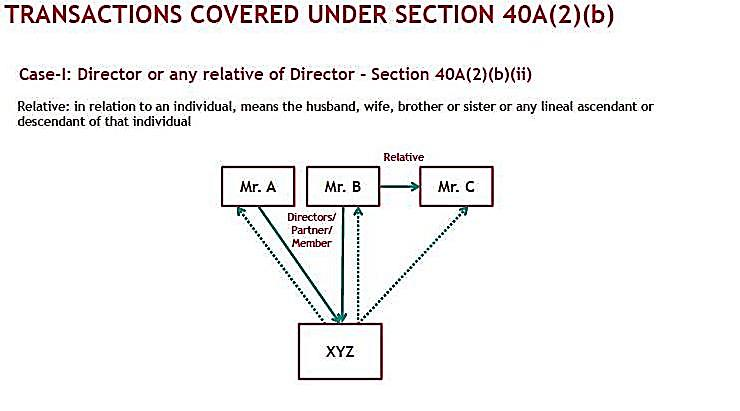 TRANSACTIONS COVERED UNDER SECTION 40A(2)(b)
Case-I: Director or any relative of Director - Section 40A(2)(b)(ii)
Relative: in relation to an individual, means the husband, wife, brother or sister or any lineal ascendant or
descendant of that individual
Relative
Mr. A
Mr. B
Mr. C
Directors/
Partner/
Member
XYZ